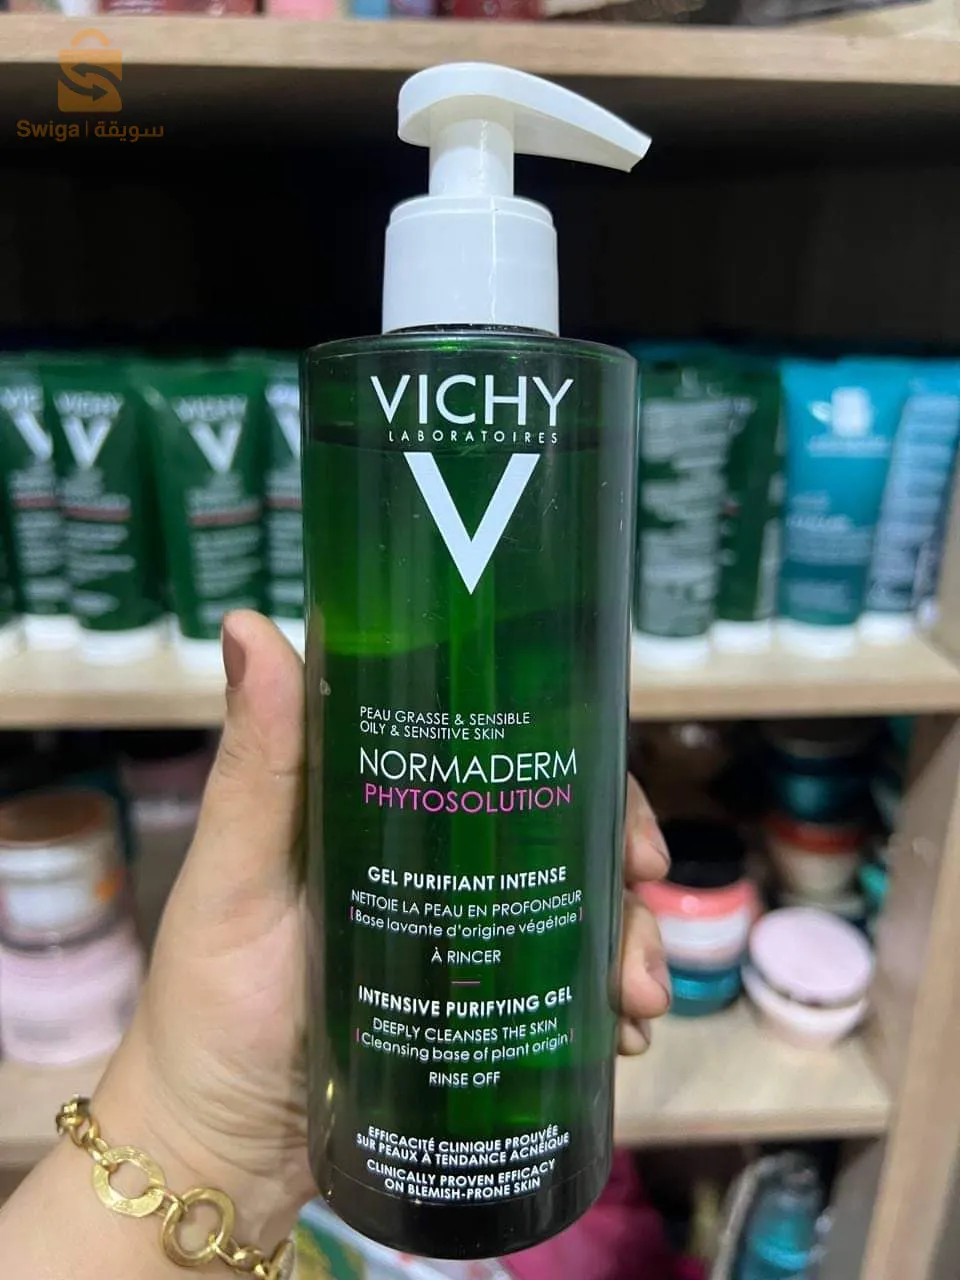 Swiga | سويقة
VICHY
LABORATOIRES
V
PEAU GRASSE & SENSIBLE
OILY & SENSITIVE SKIN
NORMADERM
PHYTOSOLUTION
GEL PURIFIANT INTENSE
NETTOIE LA PEAU EN PROFONDEUR
[Base lavante d'origine végétale]
À RINCER
INTENSIVE PURIFYING GEL
DEEPLY CLEANSES THE SKIN
[Cleansing base of plant origin]
RINSE OFF
EFFICACITÉ CLINIQUE PROUVÉE
SUR PEAUX À TENDANCE ACNÉIQUE
CLINICALLY PROVEN EFFICACY
ON BLEMISH-PRONE SKIN
VICHY
VICHY